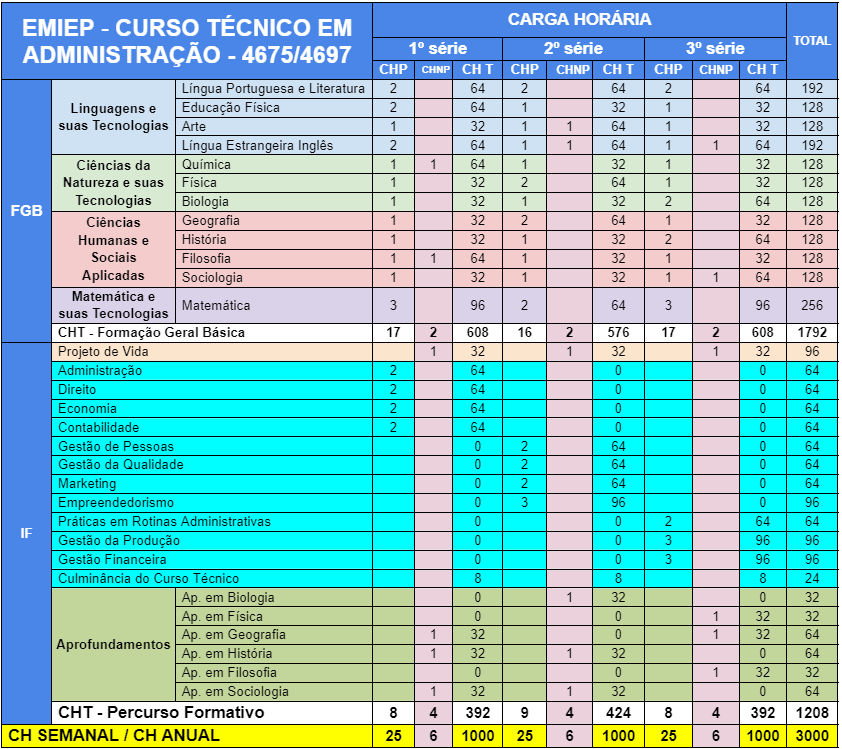 EMIEP - CURSO TÉCNICO EM
ADMINISTRAÇÃO - 4675/4697
CARGA HORÁRIA
TOTAL
1º série 2º série 3º série
CHP CHNP CH T CHP CHNP CH T CHP CHNP CH T
FGB
Linguagens e
suas Tecnologias
Língua Portuguesa e Literatura 2 64 2 64 2 64 192
Educação Física 2 64 1 32 1 32 128
Arte 1 32 1 1 64 1 32 128
Língua Estrangeira Inglês 2 64 1 1 64 1 1 64 192
Ciências da
Natureza e suas
Tecnologias
Química 1 1 64 1 32 1 32 128
Física 1 32 2 64 1 32 128
Biologia 1 32 1 32 2 64 128
Ciências
Humanas e
Sociais
Aplicadas
Geografia 1 32 2 64 1 32 128
História 1 32 1 32 2 64 128
Filosofia 1 1 64 1 32 1 32 128
Sociologia 1 32 1 32 1 1 64 128
Matemática e
suas Tecnologias
Matemática 3 96 2 64 3 96 256
CHT - Formação Geral Básica 17 2 608 16 2 576 17 2 608 1792
IF
Projeto de Vida 1 32 1 32 1 32 96
Administração 2 64 0 0 64
Direito 2 64 0 0 64
Economia 2 64 0 0 64
Contabilidade 2 64 0 0 64
Gestão de Pessoas 0 2 64 0 64
Gestão da Qualidade 0 2 64 0 64
Marketing 0 2 64 0 64
Empreendedorismo 0 3 96 0 96
Práticas em Rotinas Administrativas 0 0 2 64 64
Gestão da Produção 0 0 3 96 96
Gestão Financeira 0 0 3 96 96
Culminância do Curso Técnico 8 8 8 24
Aprofundamentos
Ap. em Biologia 0 1 32 0 32
Ap. em Física 0 0 1 32 32
Ap. em Geografia 1 32 0 1 32 64
Ap. em História 1 32 1 32 0 64
Ap. em Filosofia 0 0 1 32 32
Ap. em Sociologia 1 32 1 32 0 64
CHT - Percurso Formativo 8 4 392 9 4 424 8 4 392 1208
CH SEMANAL / CH ANUAL 25 6 1000 25 6 1000 25 6 1000 3000